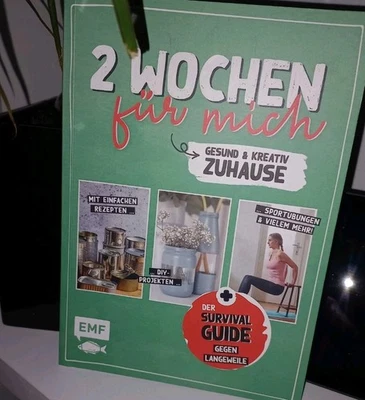 2 WOCHEN
für mich
GESUND & KREATIV
ZUHAUSE
MIT EINFACHEN
REZEPTEN ...
DIY-
PROJEKTEN ...
... SPORTÜBUNGEN
& VIELEM MEHR!
+
DER
SURVIVAL
GUIDE
GEGEN
LANGEWEILE
EMF